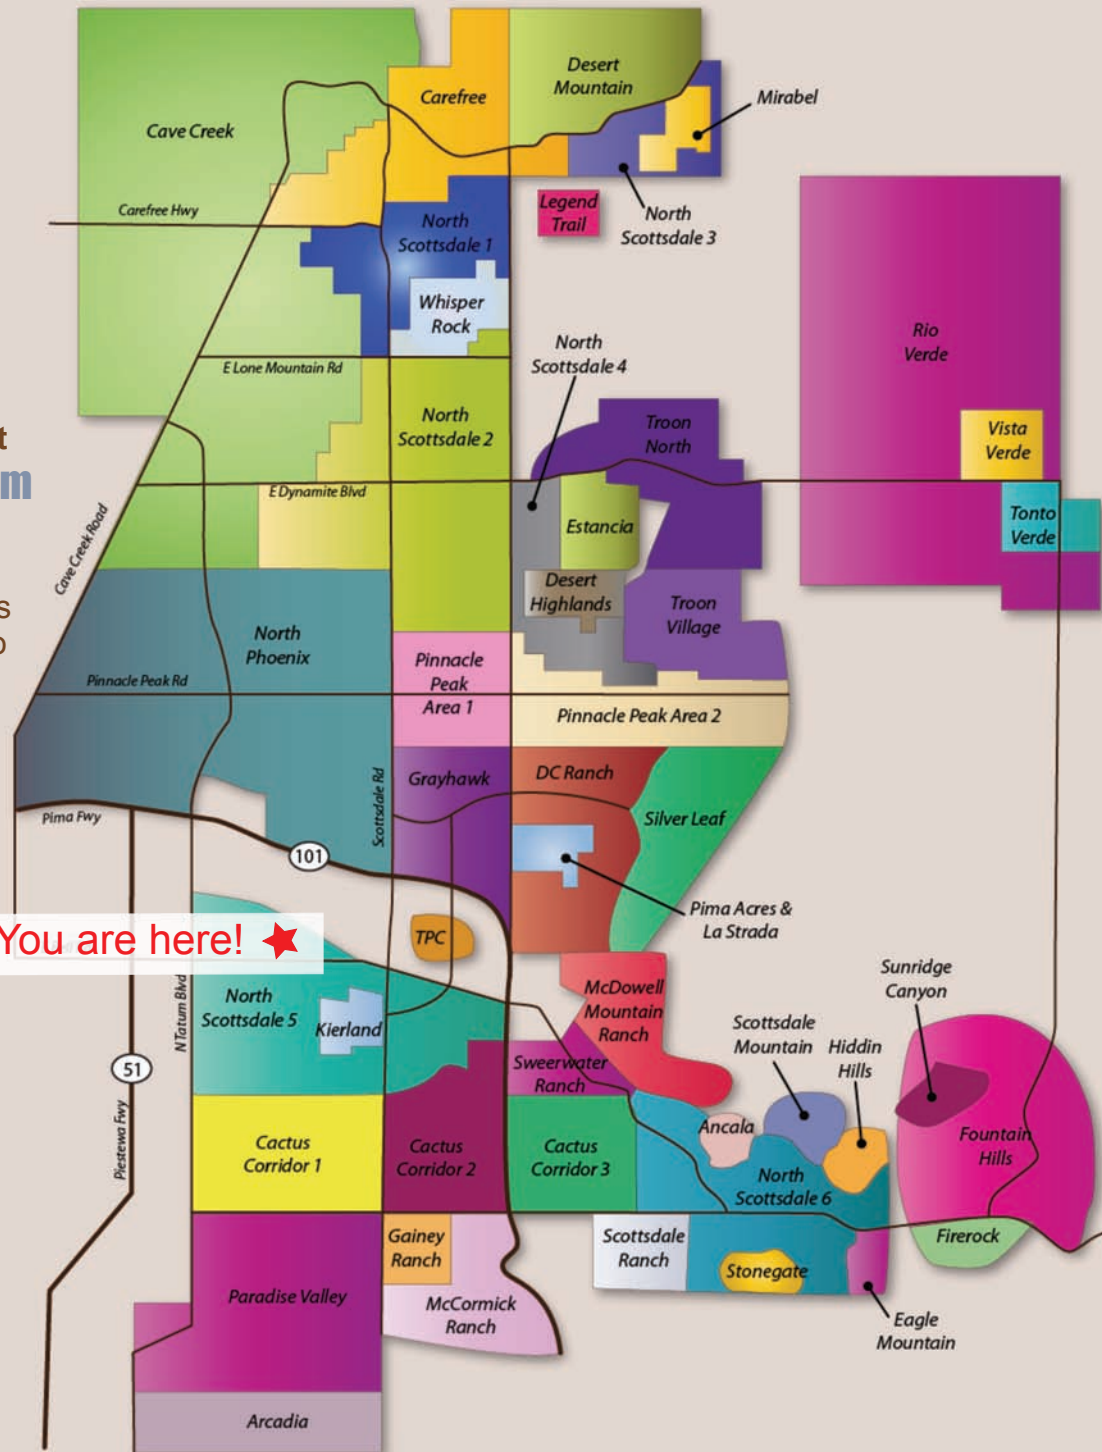 Desert
Mountain
Mirabel
Carefree
Cave Creek
Legend
Trail
North
Scottsdale 3
Carefree Hwy
North
Scottsdale 1
Whisper
Rock
Rio
Verde
North
Scottsdale 4
E Lone Mountain Rd
North
Scottsdale 2
Troon
North
Vista
Verde
t
m
E Dynamite Blvd
Estancia
Tonto
Verde
Cave Creek Road
Desert
Highlands
Troon
Village
s
North
Phoenix
Pinnacle
Peak
Area 1
Pinnacle Peak Rd
Pinnacle Peak Area 2
Grayhawk
DC Ranch
Scottsdale Rd
Silver Leaf
Pima Fwy
101
Pima Acres &
La Strada
You are here!
TPC
Sunridge
Canyon
McDowell
Mountain
Ranch
N Tatum Blvd
North
Scottsdale 5
Kierland
Scottsdale
Mountain
Hiddin
Hills
51
Sweerwater
Ranch
Piestewa Fwy
Ancala
Fountain
Hills
Cactus
Corridor 1
Cactus
Corridor 2
Cactus
Corridor 3
North
Scottsdale 6
Gainey
Ranch
Scottsdale
Ranch
Firerock
Stonegate
Paradise Valley
McCormick
Ranch
Eagle
Mountain
Arcadia